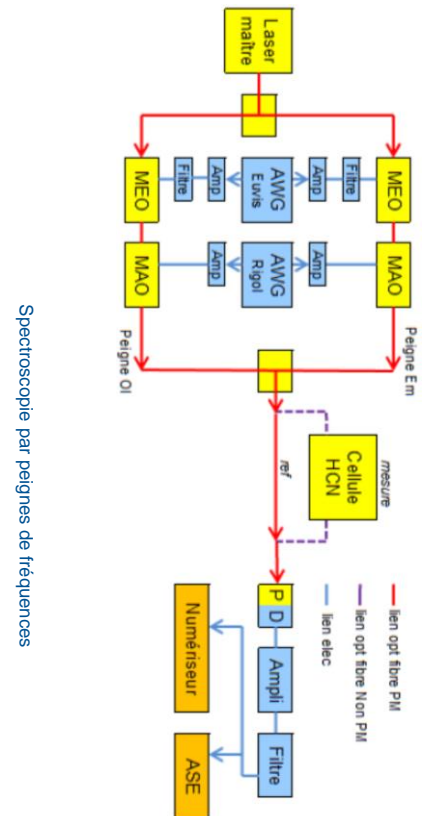 Laser
maître
MEO
Filtre
Amp
AWG
Euvis
Amp
Filtre
MEO
MAO
Amp
AWG
Rigol
Amp
MAO
Peigne Em
Peigne Ol
mesure
Cellule
HCN
ref
lien opt fibre PM
lien opt fibre Non PM
lien elec
P D
Ampli
Filtre
Numériseur
ASE
Spectroscopie par peignes de fréquences